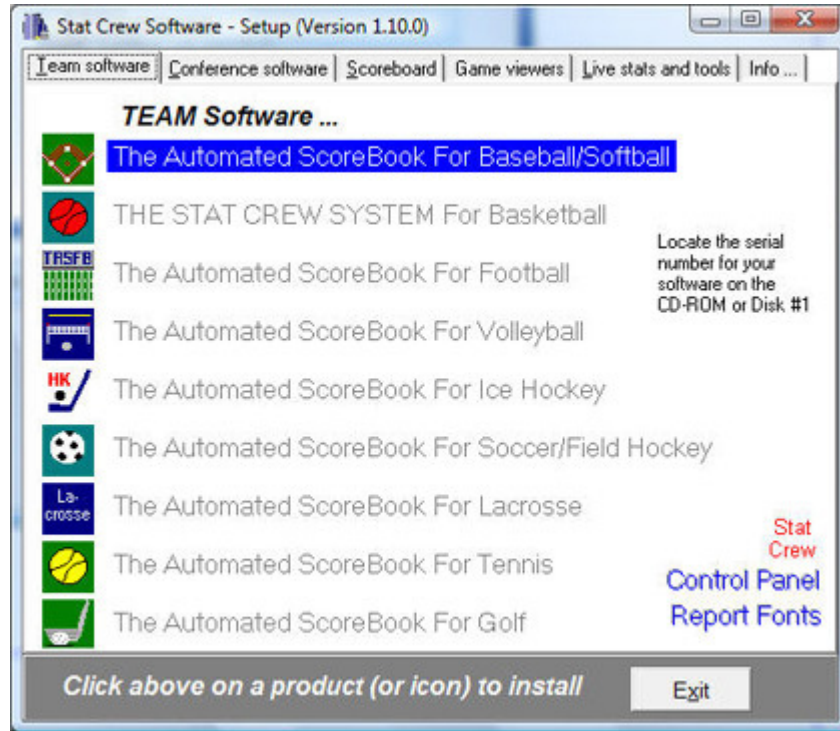 Stat Crew Software - Setup (Version 1.10.0)
Team software Conference software Scoreboard Game viewers Live stats and tools Info ...
TEAM Software ...
The Automated ScoreBook For Baseball/Softball
THE STAT CREW SYSTEM For Basketball
TASFB
The Automated ScoreBook For Football
The Automated ScoreBook For Volleyball
HK
The Automated ScoreBook For Ice Hockey
The Automated ScoreBook For Soccer/Field Hockey
La-
crosse
The Automated ScoreBook For Lacrosse
The Automated ScoreBook For Tennis
The Automated ScoreBook For Golf
Locate the serial
number for your
software on the
CD-ROM or Disk #1
Stat
Crew
Control Panel
Report Fonts
Click above on a product (or icon) to install
Exit